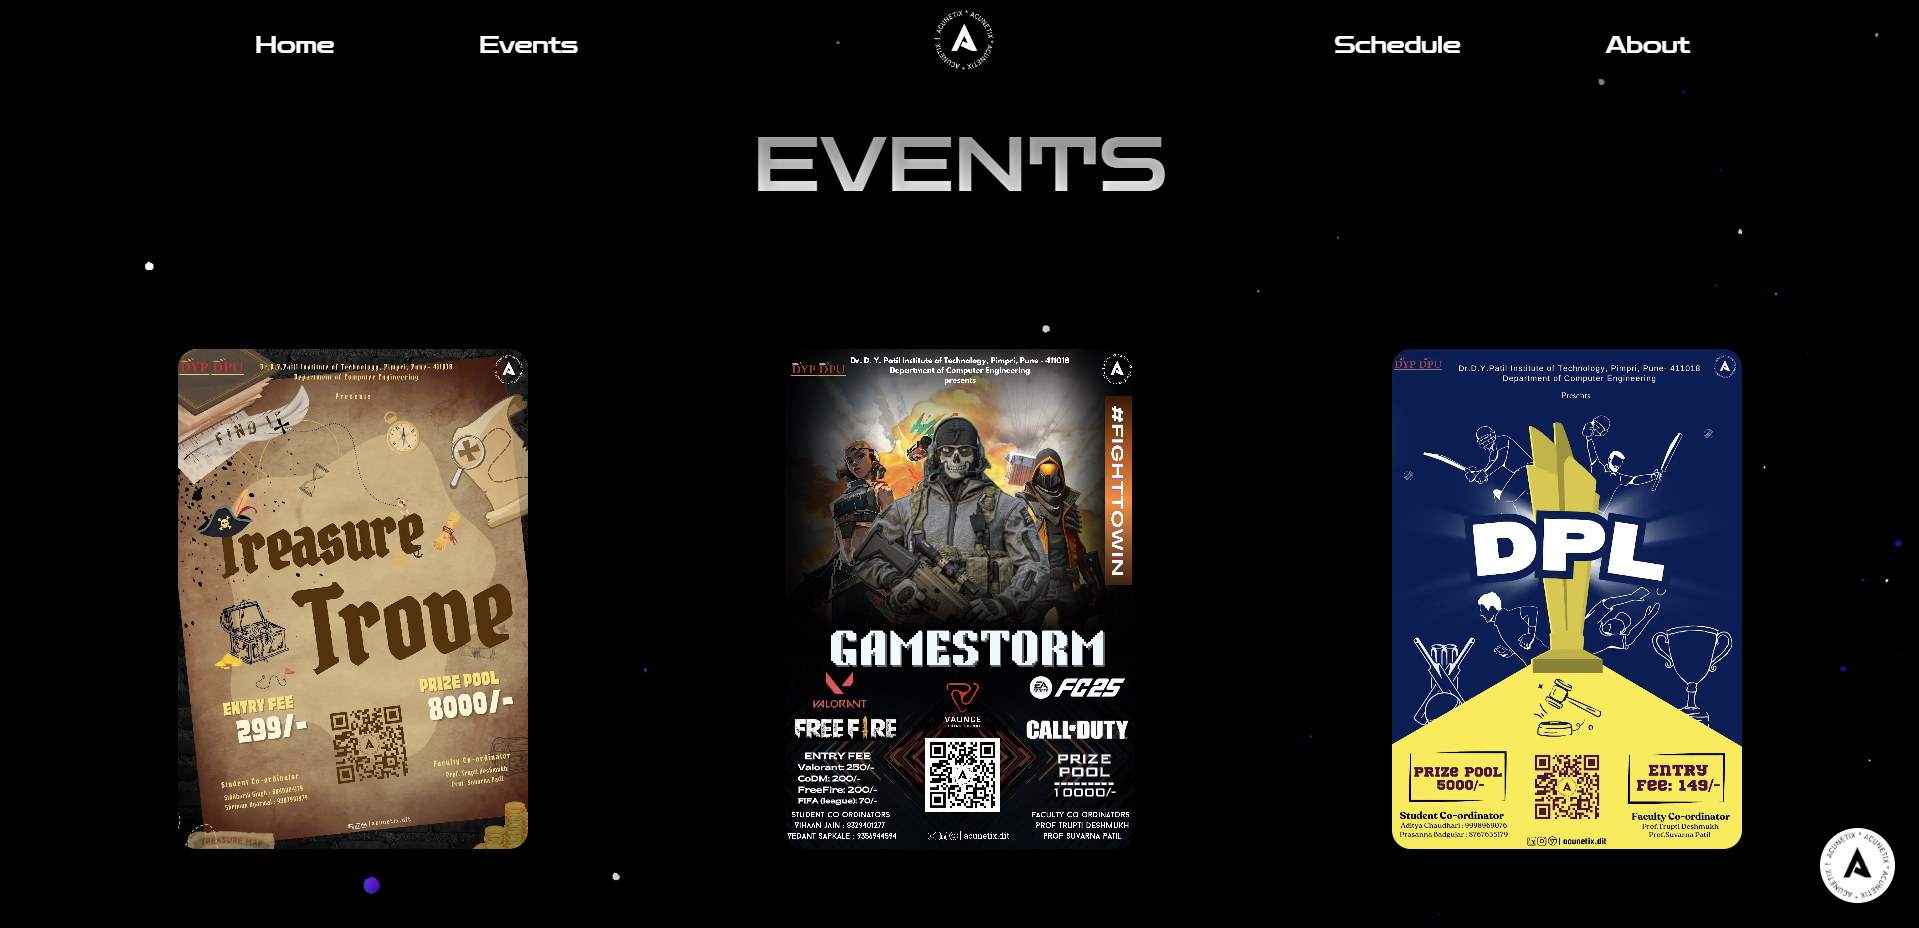 Home
Events
Schedule
About
EVENTS
DYP DPU
Dr.D.Y.Patil Institute of Technology, Pimpri, Pune- 411018
Department of Computer Engineering
Presents
FIND IT
Treasure
Trove
ENTRY FEE
299/-
PRIZE POOL
8000/-
Student Co-ordinator
Faculty Co-ordinator
Prof. Trupti Deshmukh
Prof. Suvarna Patil
acunetix.dit
TREASURE MAP
DYP DPU
Dr. D. Y. Patil Institute of Technology, Pimpri, Pune - 411018
Department of Computer Engineering
presents
#FIGHTTOWIN
GAMESTORM
VALORANT
FREE FIRE
VAUNCE
EA SPORTS FC25
CALL OF DUTY
ENTRY FEE
Valorant: 250/-
CoDM: 200/-
FreeFire: 200/-
FIFA (league): 70/-
PRIZE
POOL
10000/-
STUDENT CO ORDINATORS
VIHAAN JAIN : 8329401277
VEDANT SAPKALE : 9356944594
FACULTY CO ORDINATORS
PROF TRUPTI DESHMUKH
PROF SUVARNA PATIL
| acunetix.dit
DYP DPU
Dr.D.Y.Patil Institute of Technology, Pimpri, Pune- 411018
Department of Computer Engineering
Presents
DPL
PRIZE POOL
5000/-
ENTRY
Fee: 149/-
Student Co-ordinator
Aditya Chaudhari : 9998969076
Prasanna Badgujar : 8767635179
Faculty Co-ordinator
Prof.Trupti Deshmukh
Prof.Suvarna Patil
| acunetix.dit
ACUNETIX * ACUNETIX * ACUNETIX * ACUNETIX